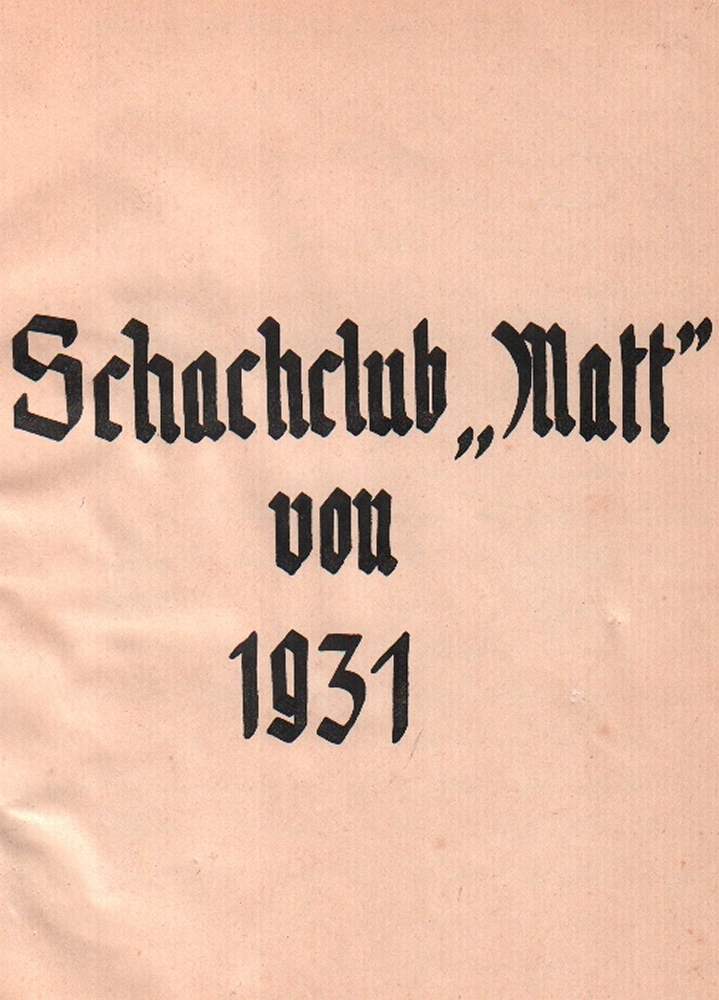 Schachclub „Matt”
von
1931